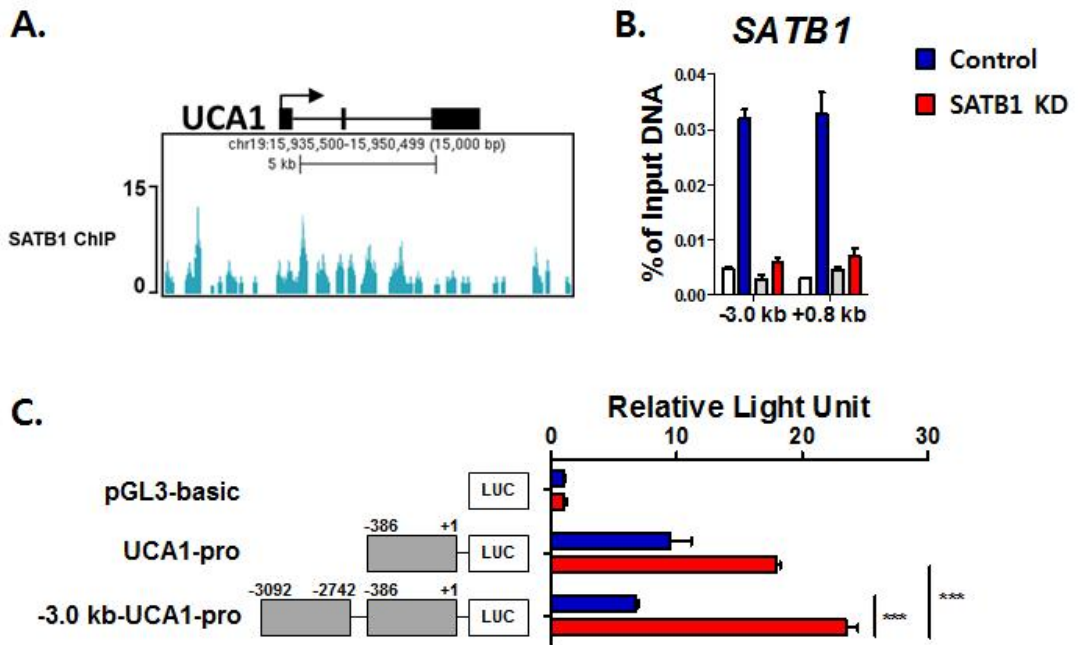 A.
UCA1
chr19:15,935,500-15,950,499 (15,000 bp)
5 kb
15
SATB1 ChIP
0
B.
SATB1
Control
SATB1 KD
% of Input DNA
0.04
0.03
0.02
0.01
0.00
-3.0 kb +0.8 kb
C.
Relative Light Unit
0 10 20 30
pGL3-basic
LUC
-386 +1
UCA1-pro
LUC
-3092 -2742 -386 +1
-3.0 kb-UCA1-pro
LUC
***
***